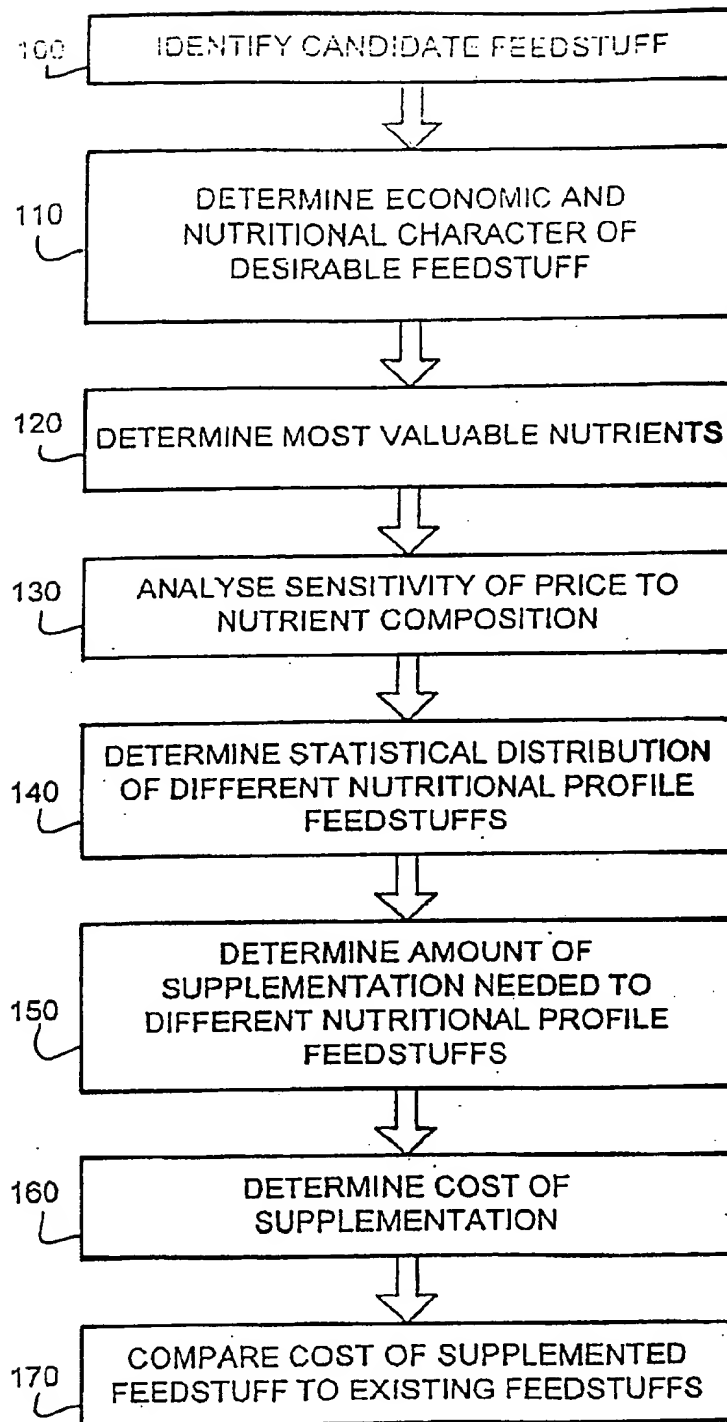 100
IDENTIFY CANDIDATE FEEDSTUFF
110
DETERMINE ECONOMIC AND
NUTRITIONAL CHARACTER OF
DESIRABLE FEEDSTUFF
120
DETERMINE MOST VALUABLE NUTRIENTS
130
ANALYSE SENSITIVITY OF PRICE TO
NUTRIENT COMPOSITION
140
DETERMINE STATISTICAL DISTRIBUTION
OF DIFFERENT NUTRITIONAL PROFILE
FEEDSTUFFS
150
DETERMINE AMOUNT OF
SUPPLEMENTATION NEEDED TO
DIFFERENT NUTRITIONAL PROFILE
FEEDSTUFFS
160
DETERMINE COST OF
SUPPLEMENTATION
170
COMPARE COST OF SUPPLEMENTED
FEEDSTUFF TO EXISTING FEEDSTUFFS